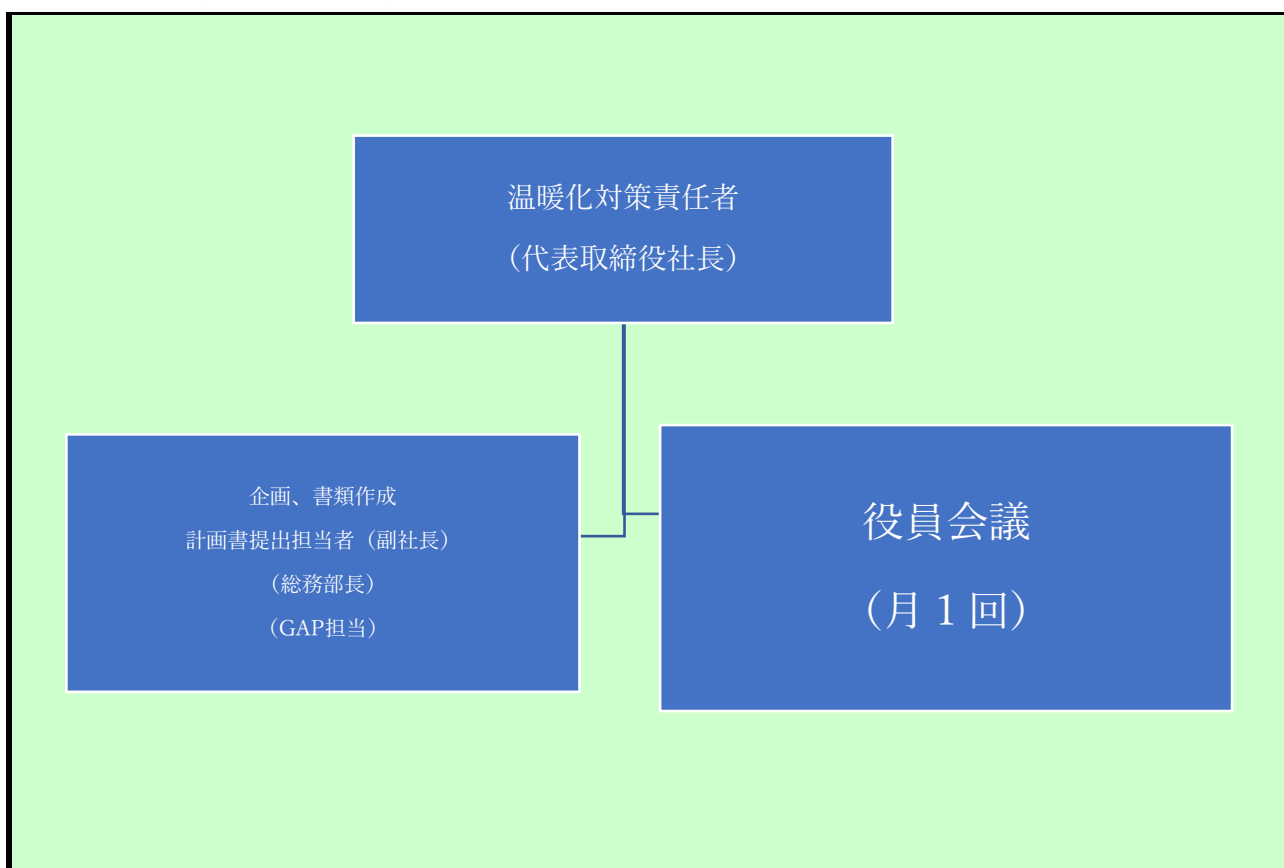 温暖化対策責任者
（代表取締役社長）
企画、書類作成
計画書提出担当者（副社長）
（総務部長）
（GAP担当）
役員会議
（月１回）